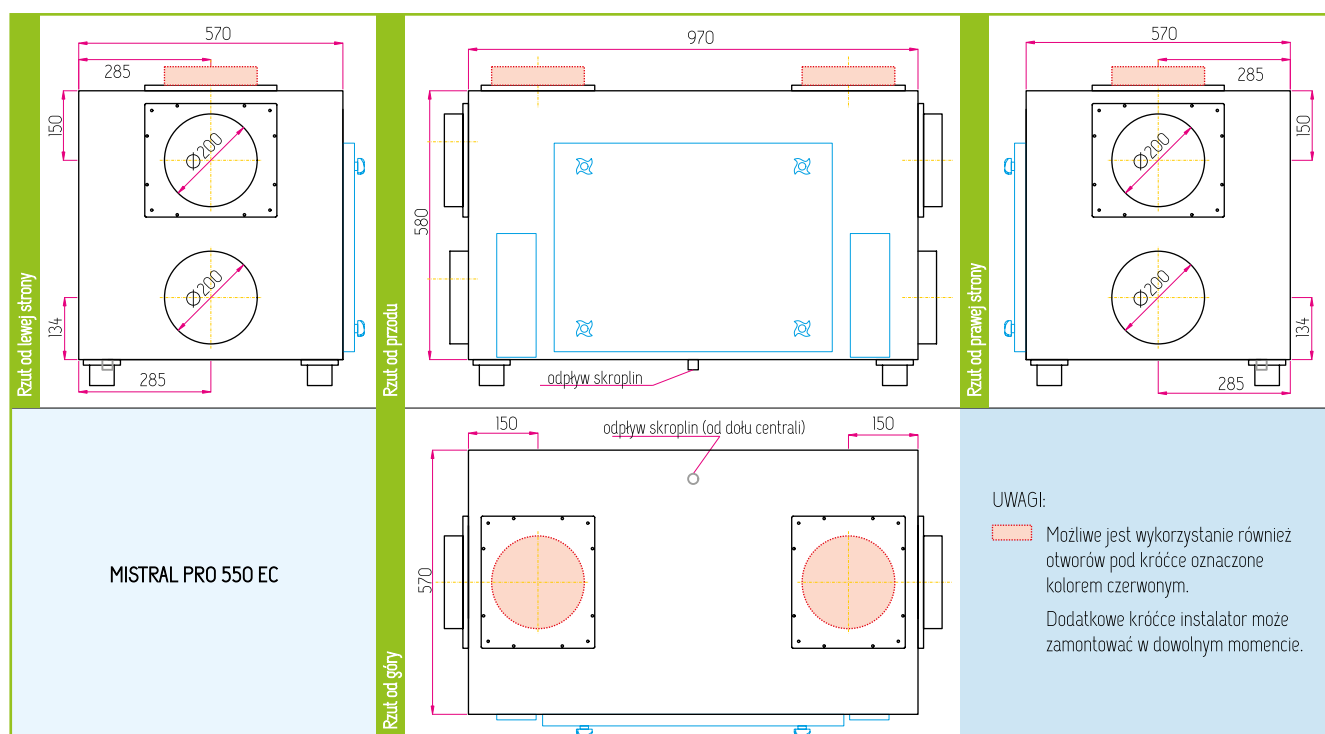 Rzut od lewej strony
570
285
150
Ø200
Ø200
134
285
Rzut od przodu
970
580
odpływ skroplin
Rzut od prawej strony
570
285
150
Ø200
Ø200
134
285
MISTRAL PRO 550 EC
Rzut od góry
150
odpływ skroplin (od dołu centrali)
150
570
UWAGI:
Możliwe jest wykorzystanie również
otworów pod króćce oznaczone
kolorem czerwonym.
Dodatkowe króćce instalator może
zamontować w dowolnym momencie.